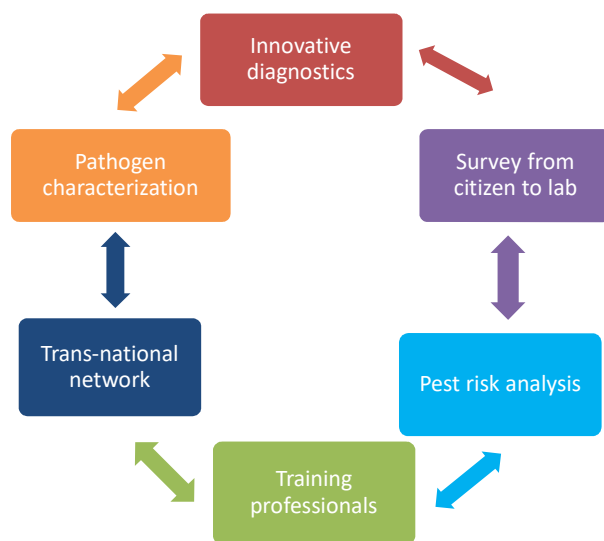 Innovative
diagnostics
Pathogen
characterization
Survey from
citizen to lab
Trans-national
network
Pest risk analysis
Training
professionals